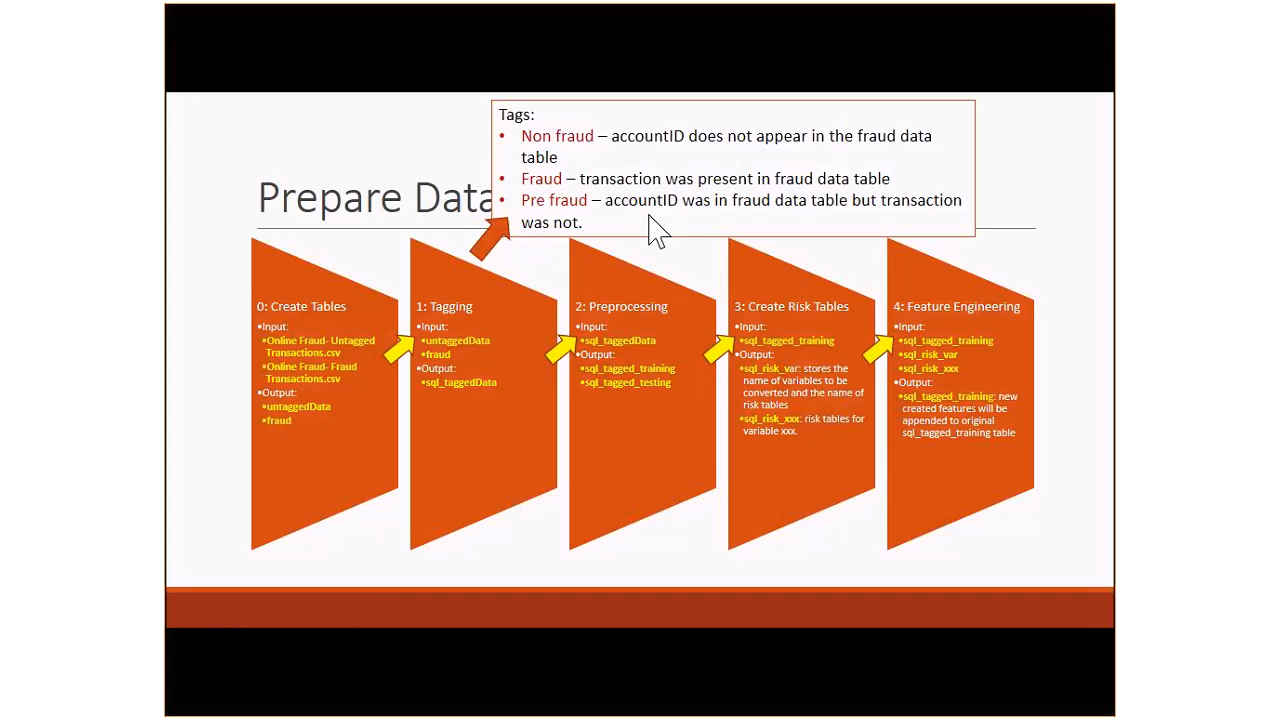 Prepare Data
Tags:
• Non fraud – accountID does not appear in the fraud data
table
• Fraud – transaction was present in fraud data table
• Pre fraud – accountID was in fraud data table but transaction
was not.
0: Create Tables
•Input:
•Online Fraud- Untagged
Transactions.csv
•Online Fraud- Fraud
Transactions.csv
•Output:
•untaggedData
•fraud
1: Tagging
•Input:
•untaggedData
•fraud
•Output:
•sql_taggedData
2: Preprocessing
•Input:
•sql_taggedData
•Output:
•sql_tagged_training
•sql_tagged_testing
3: Create Risk Tables
•Input:
•sql_tagged_training
•Output:
•sql_risk_var: stores the
name of variables to be
converted and the name of
risk tables
•sql_risk_xxx: risk tables for
variable xxx.
4: Feature Engineering
•Input:
•sql_tagged_training
•sql_risk_var
•sql_risk_xxx
•Output:
•sql_tagged_training: new
created features will be
appended to original
sql_tagged_training table